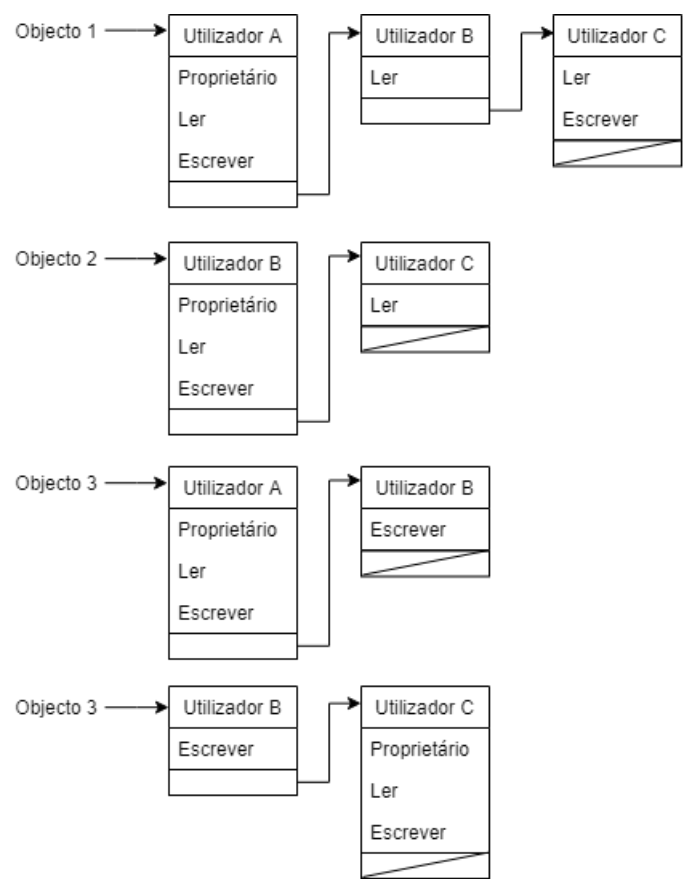 Objecto 1
Utilizador A
Proprietário
Ler
Escrever
Utilizador B
Ler
Utilizador C
Ler
Escrever
Objecto 2
Utilizador B
Proprietário
Ler
Escrever
Utilizador C
Ler
Objecto 3
Utilizador A
Proprietário
Ler
Escrever
Utilizador B
Escrever
Objecto 3
Utilizador B
Escrever
Utilizador C
Proprietário
Ler
Escrever